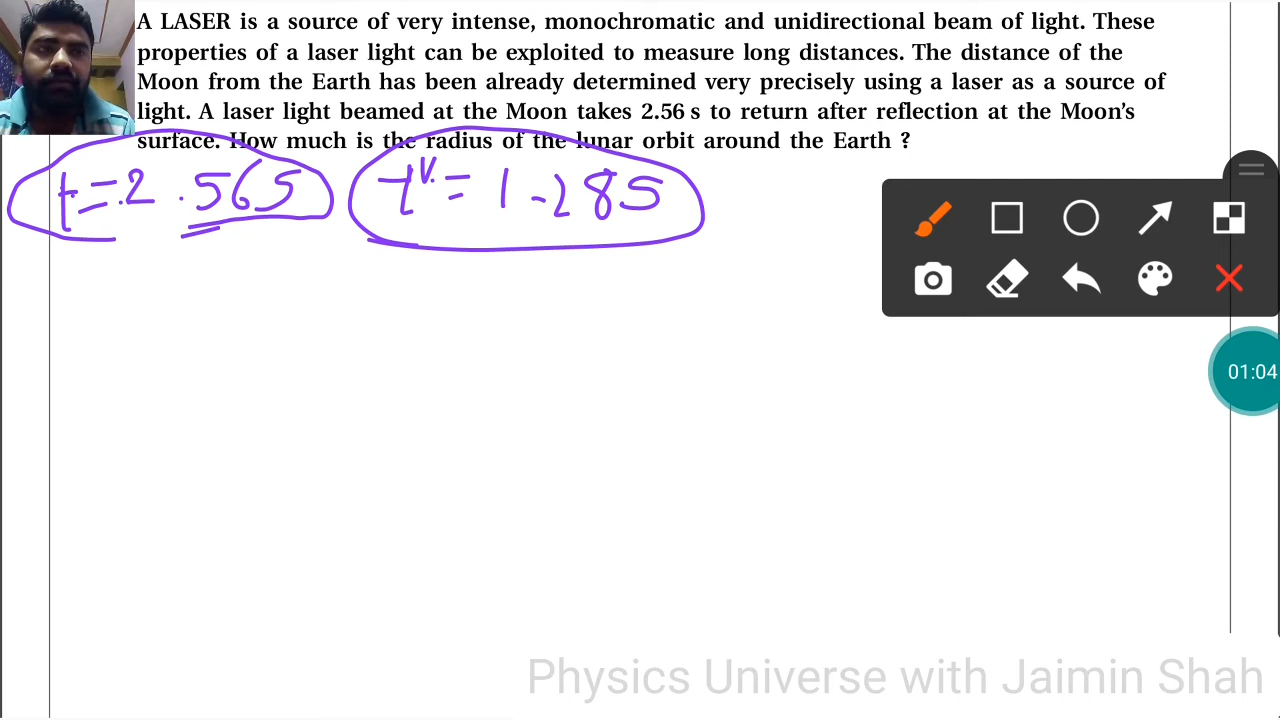 A LASER is a source of very intense, monochromatic and unidirectional beam of light. These
properties of a laser light can be exploited to measure long distances. The distance of the
Moon from the Earth has been already determined very precisely using a laser as a source of
light. A laser light beamed at the Moon takes 2.56 s to return after reflection at the Moon's
surface. How much is the radius of the lunar orbit around the Earth ?
t = 2.56s t' = 1.28s
01:04
Physics Universe with Jaimin Shah